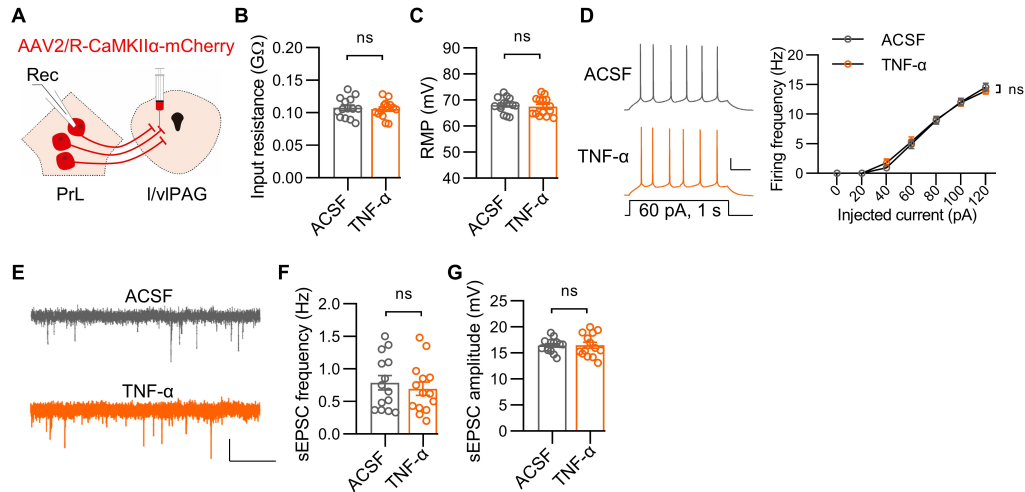 A
AAV2/R-CaMKIIα-mCherry
Rec
PrL
l/vlPAG
B
ns
Input resistance (GΩ)
0.20
0.15
0.10
0.05
0.00
ACSF
TNF-α
C
ns
RMP (mV)
90
80
70
60
50
40
ACSF
TNF-α
D
ACSF
TNF-α
60 pA, 1 s
ACSF
TNF-α
Firing frequency (Hz)
20
15
10
5
0
ns
0
20
40
60
80
100
120
Injected current (pA)
E
ACSF
TNF-α
F
ns
sEPSC frequency (Hz)
2.0
1.5
1.0
0.5
0.0
ACSF
TNF-α
G
ns
sEPSC amplitude (mV)
25
20
15
10
5
0
ACSF
TNF-α